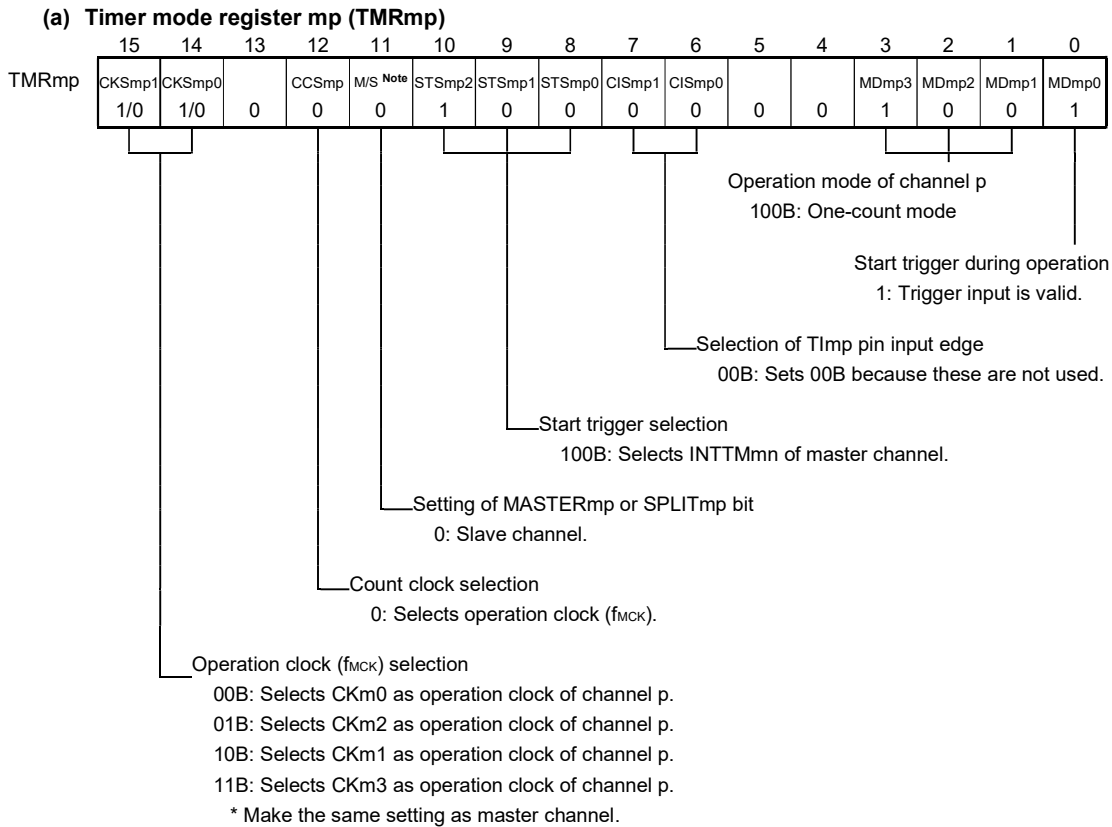 (a) Timer mode register mp (TMRmp)
15 14 13 12 11 10 9 8 7 6 5 4 3 2 1 0
TMRmp CKSmp1 CKSmp0 CCSmp M/S Note STSmp2 STSmp1 STSmp0 CISmp1 CISmp0 MDmp3 MDmp2 MDmp1 MDmp0
1/0 1/0 0 0 0 1 0 0 0 0 0 0 1 0 0 1
Operation mode of channel p
100B: One-count mode
Start trigger during operation
1: Trigger input is valid.
Selection of TImp pin input edge
00B: Sets 00B because these are not used.
Start trigger selection
100B: Selects INTTMmn of master channel.
Setting of MASTERmp or SPLITmp bit
0: Slave channel.
Count clock selection
0: Selects operation clock (fMCK).
Operation clock (fMCK) selection
00B: Selects CKm0 as operation clock of channel p.
01B: Selects CKm2 as operation clock of channel p.
10B: Selects CKm1 as operation clock of channel p.
11B: Selects CKm3 as operation clock of channel p.
* Make the same setting as master channel.